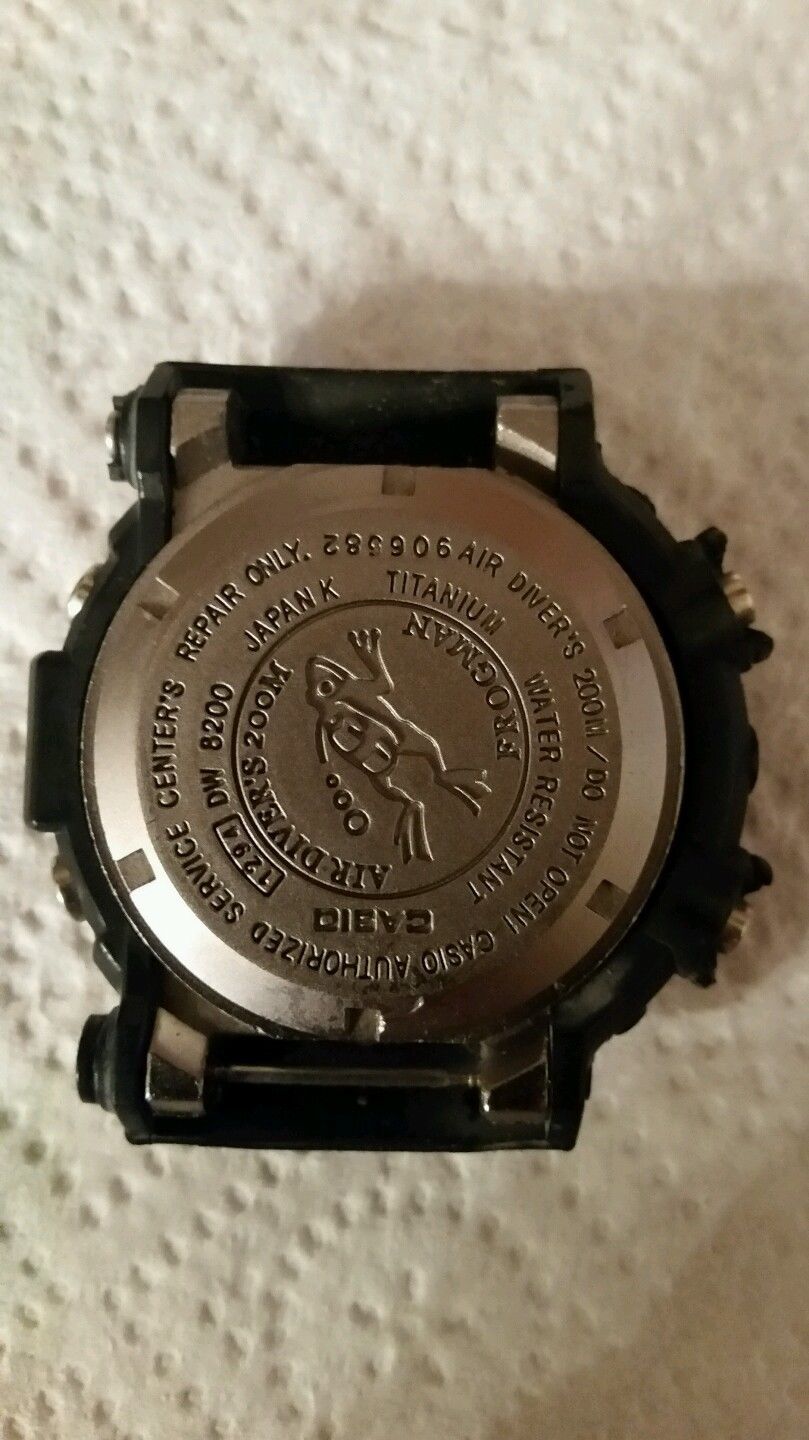 AIR DIVER'S 200M / DO NOT OPEN! CASIO AUTHORIZED SERVICE CENTER'S REPAIR ONLY.
CASIO
1294 DW 8200 JAPAN K TITANIUM WATER RESISTANT
AIR DIVER'S 200M
FROGMAN